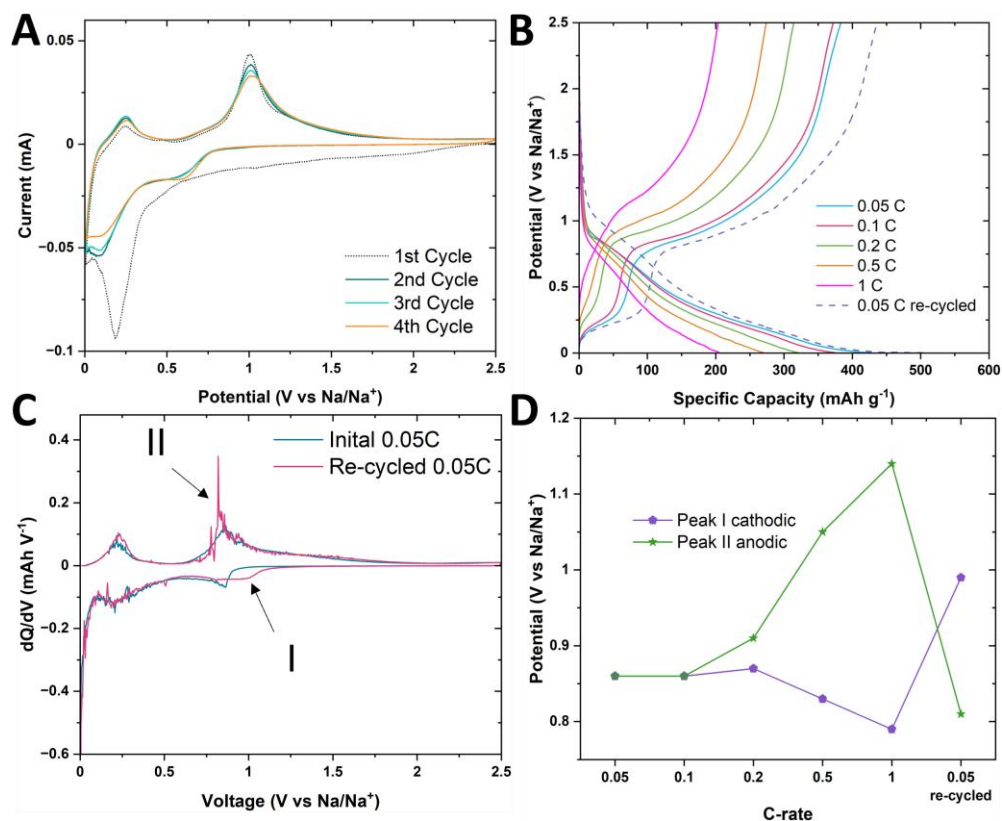 A
0.05
0
−0.05
−0.1
Current (mA)
1st Cycle
2nd Cycle
3rd Cycle
4th Cycle
0
0.5
1
1.5
2
2.5
Potential (V vs Na/Na⁺)
B
2.5
2
1.5
1
0.5
0
Potential (V vs Na/Na⁺)
0.05 C
0.1 C
0.2 C
0.5 C
1 C
0.05 C re-cycled
0
100
200
300
400
500
600
Specific Capacity (mAh g⁻¹)
C
0.4
0.2
0
−0.2
−0.4
−0.6
dQ/dV (mAh V⁻¹)
II
Inital 0.05C
Re-cycled 0.05C
I
0
0.5
1
1.5
2
2.5
Voltage (V vs Na/Na⁺)
D
1.2
1.1
1
0.9
0.8
Potential (V vs Na/Na⁺)
Peak I cathodic
Peak II anodic
0.05
0.1
0.2
0.5
1
0.05
re-cycled
C-rate